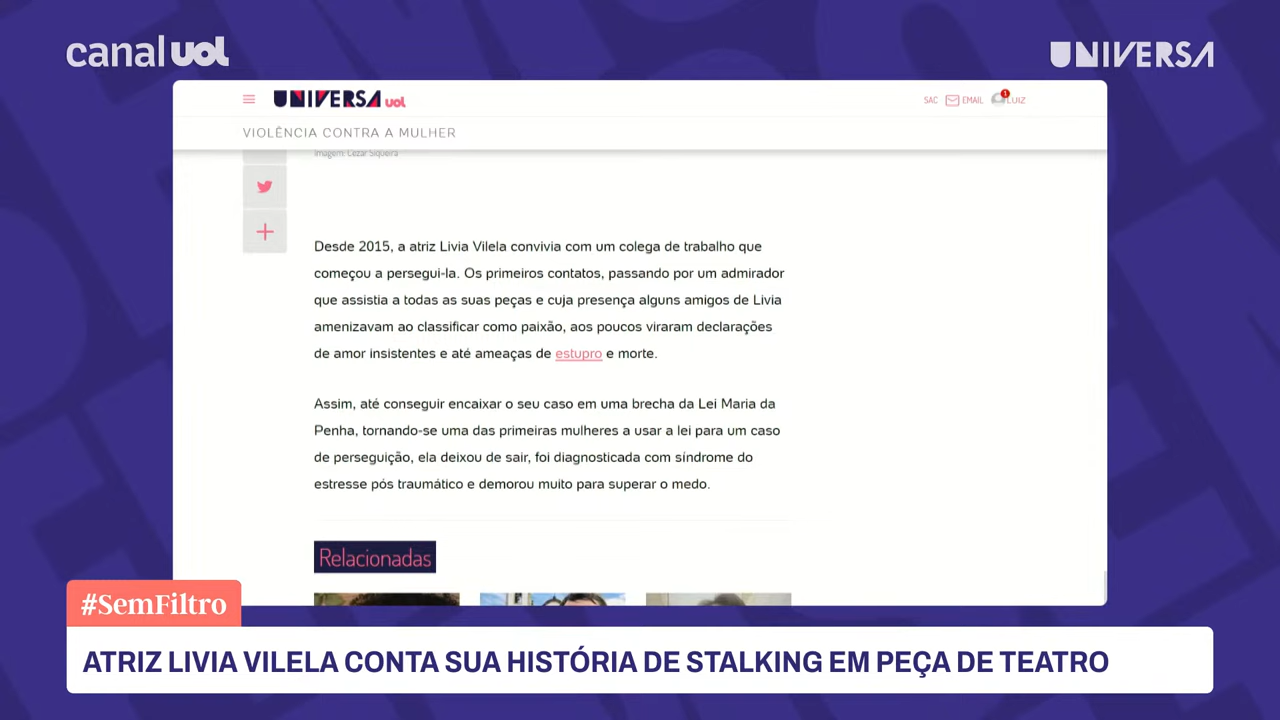 canal uol
UNIVERSA
UNIVERSA uol
SAC
EMAIL
1
LUIZ
VIOLÊNCIA CONTRA A MULHER
Imagem: Cezar Siqueira
Desde 2015, a atriz Livia Vilela convivia com um colega de trabalho que
começou a persegui-la. Os primeiros contatos, passando por um admirador
que assistia a todas as suas peças e cuja presença alguns amigos de Livia
amenizavam ao classificar como paixão, aos poucos viraram declarações
de amor insistentes e até ameaças de estupro e morte.
Assim, até conseguir encaixar o seu caso em uma brecha da Lei Maria da
Penha, tornando-se uma das primeiras mulheres a usar a lei para um caso
de perseguição, ela deixou de sair, foi diagnosticada com síndrome do
estresse pós traumático e demorou muito para superar o medo.
Relacionadas
#SemFiltro
ATRIZ LIVIA VILELA CONTA SUA HISTÓRIA DE STALKING EM PEÇA DE TEATRO